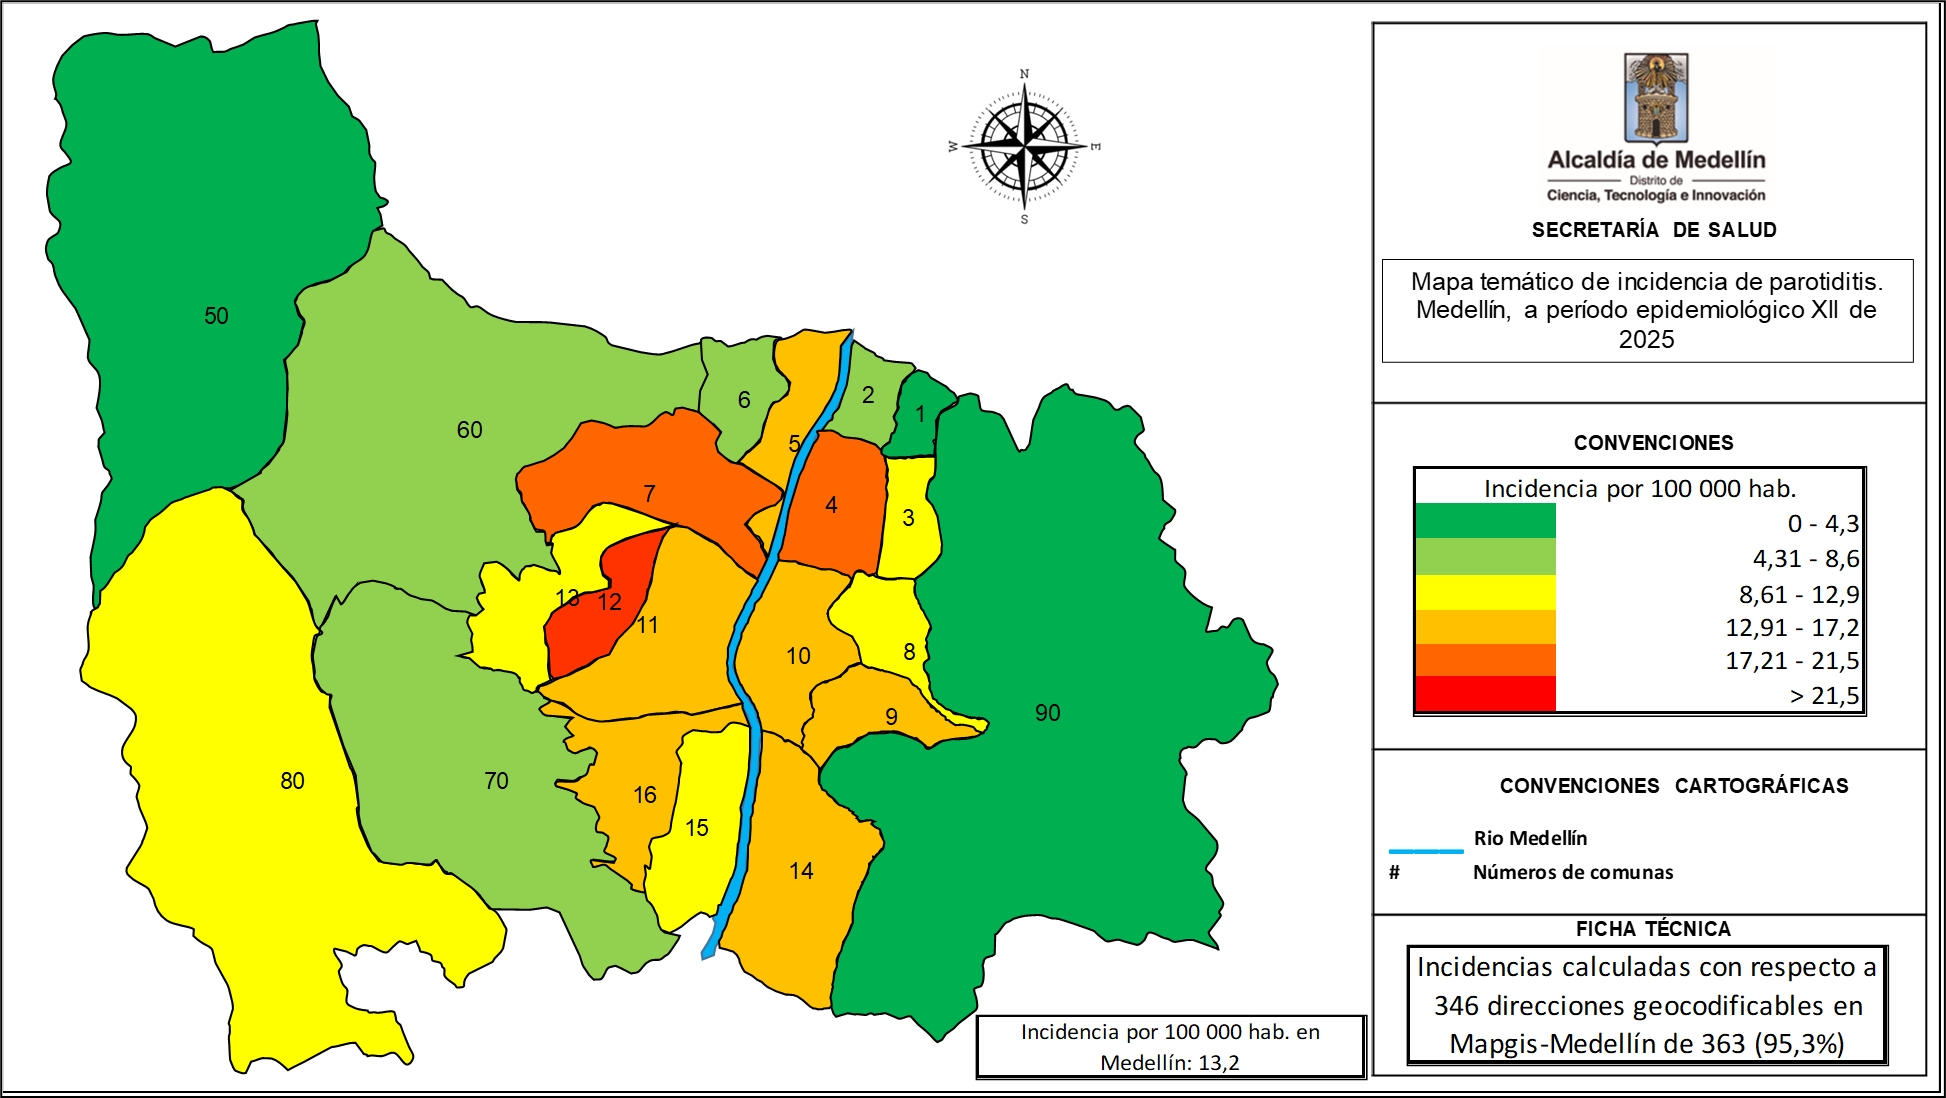 N
W
E
S
50
60
6
5
2
1
7
4
3
13
12
11
10
8
9
90
80
70
16
15
14
Incidencia por 100 000 hab. en
Medellín: 13,2
Alcaldía de Medellín
Distrito de
Ciencia, Tecnología e Innovación
SECRETARÍA DE SALUD
Mapa temático de incidencia de parotiditis.
Medellín, a período epidemiológico XII de
2025
CONVENCIONES
Incidencia por 100 000 hab.
0 - 4,3
4,31 - 8,6
8,61 - 12,9
12,91 - 17,2
17,21 - 21,5
> 21,5
CONVENCIONES CARTOGRÁFICAS
Rio Medellín
# Números de comunas
FICHA TÉCNICA
Incidencias calculadas con respecto a
346 direcciones geocodificables en
Mapgis-Medellín de 363 (95,3%)